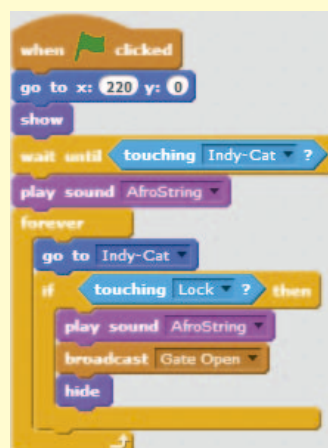 when clicked
go to x: 220 y: 0
show
wait until touching Indy-Cat ?
play sound AfroString
forever
go to Indy-Cat
if touching Lock ? then
play sound AfroString
broadcast Gate Open
hide